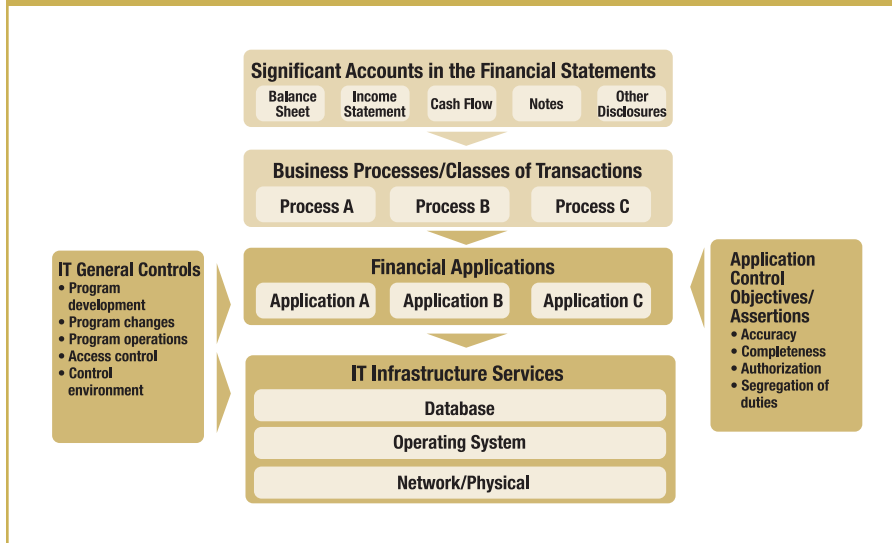 Significant Accounts in the Financial Statements
Balance
Sheet
Income
Statement
Cash Flow
Notes
Other
Disclosures
Business Processes/Classes of Transactions
Process A
Process B
Process C
IT General Controls
• Program
development
• Program changes
• Program operations
• Access control
• Control
environment
Financial Applications
Application A
Application B
Application C
Application
Control
Objectives/
Assertions
• Accuracy
• Completeness
• Authorization
• Segregation of
duties
IT Infrastructure Services
Database
Operating System
Network/Physical